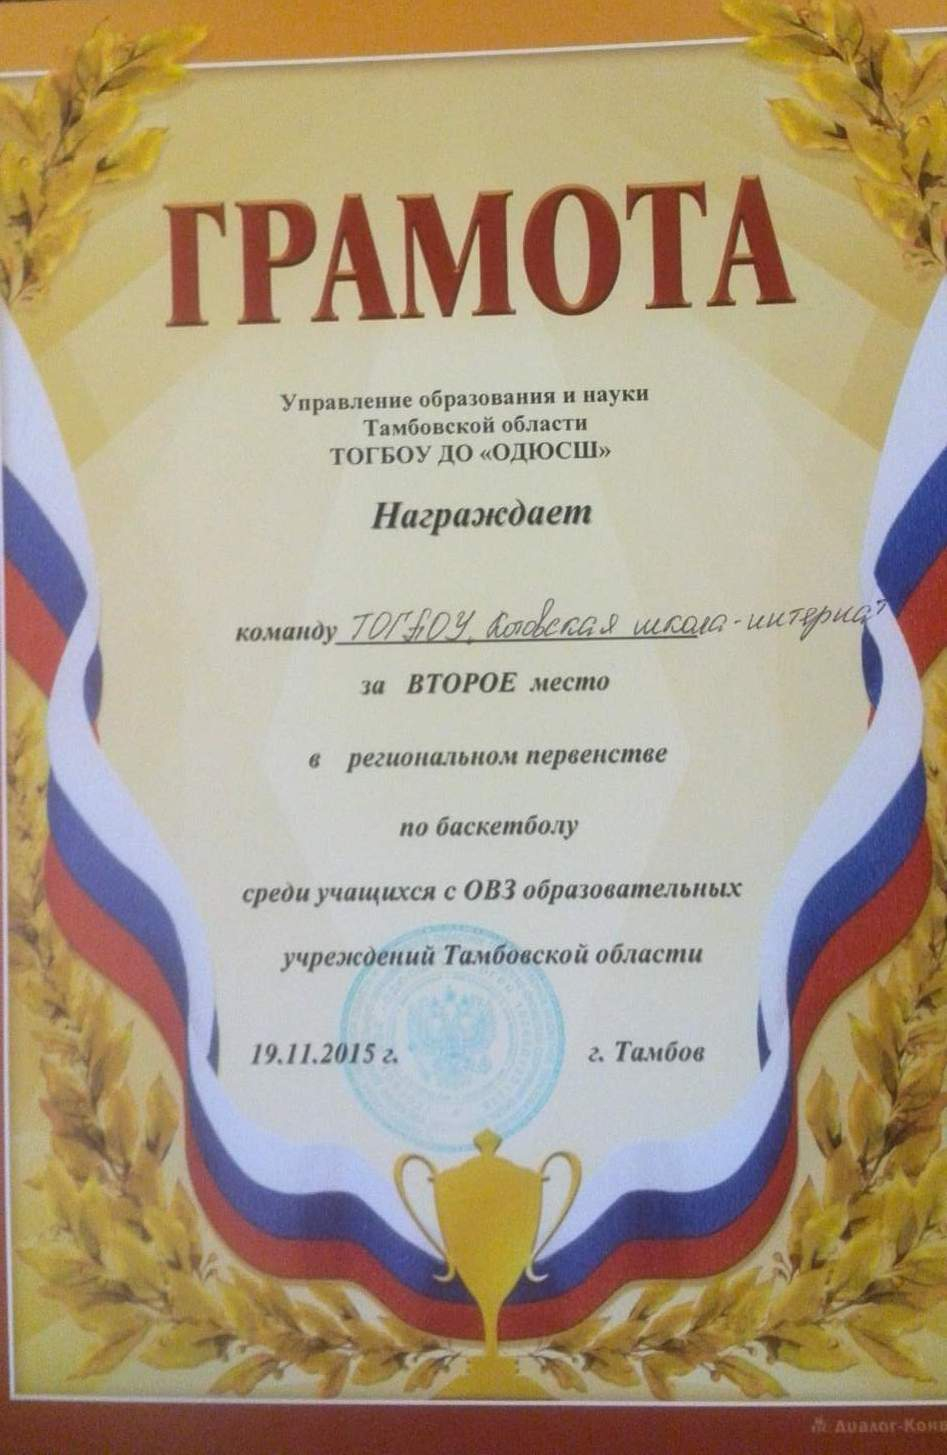 ГРАМОТА
Управление образования и науки
Тамбовской области
ТОГБОУ ДО «ОДЮСШ»
Награждает
команду ТОГБОУ Котовская школа-интернат
за ВТОРОЕ место
в региональном первенстве
по баскетболу
среди учащихся с ОВЗ образовательных
учреждений Тамбовской области
19.11.2015 г. г. Тамбов